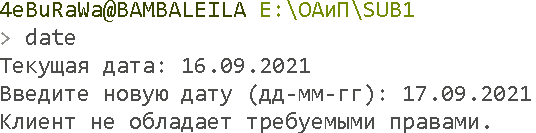 4eBuRaWa@BAMBALEILA E:\ОАиП\SUB1
> date
Текущая дата: 16.09.2021
Введите новую дату (дд-мм-гг): 17.09.2021
Клиент не обладает требуемыми правами.